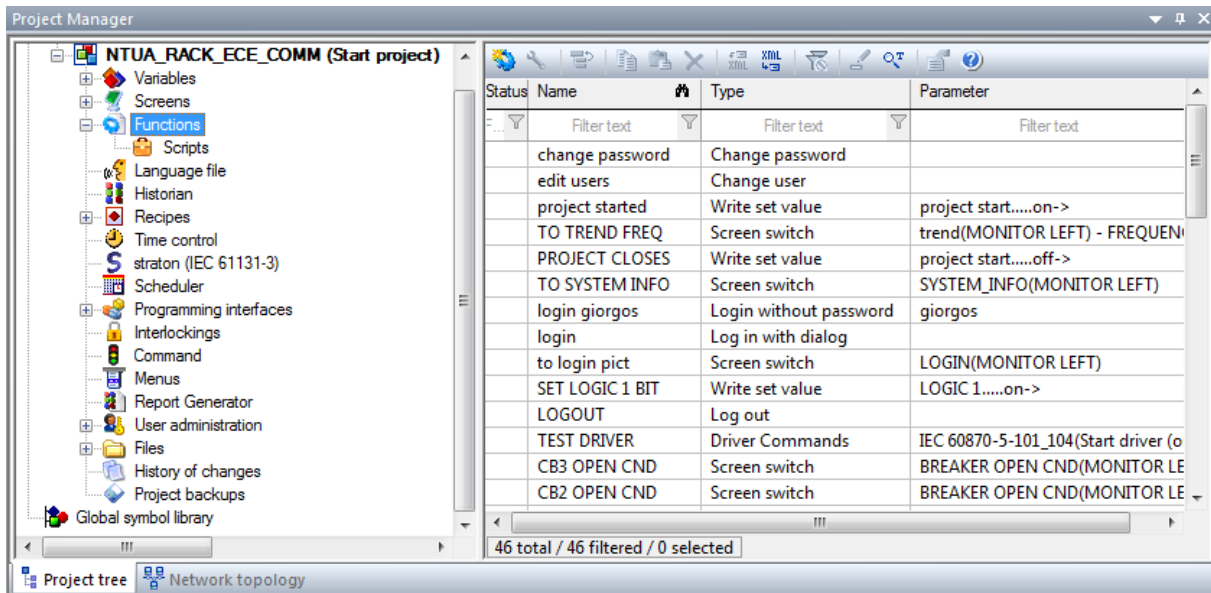 Project Manager
NTUA_RACK_ECE_COMM (Start project)
Variables
Screens
Functions
Scripts
Language file
Historian
Recipes
Time control
straton (IEC 61131-3)
Scheduler
Programming interfaces
Interlockings
Command
Menus
Report Generator
User administration
Files
History of changes
Project backups
Global symbol library
XML XML
Status Name Type Parameter
F... Filter text Filter text Filter text
change password Change password
edit users Change user
project started Write set value project start.....on->
TO TREND FREQ Screen switch trend(MONITOR LEFT) - FREQUEN
PROJECT CLOSES Write set value project start.....off->
TO SYSTEM INFO Screen switch SYSTEM_INFO(MONITOR LEFT)
login giorgos Login without password giorgos
login Log in with dialog
to login pict Screen switch LOGIN(MONITOR LEFT)
SET LOGIC 1 BIT Write set value LOGIC 1.....on->
LOGOUT Log out
TEST DRIVER Driver Commands IEC 60870-5-101_104(Start driver (o
CB3 OPEN CND Screen switch BREAKER OPEN CND(MONITOR LE
CB2 OPEN CND Screen switch BREAKER OPEN CND(MONITOR LE
46 total / 46 filtered / 0 selected
Project tree Network topology